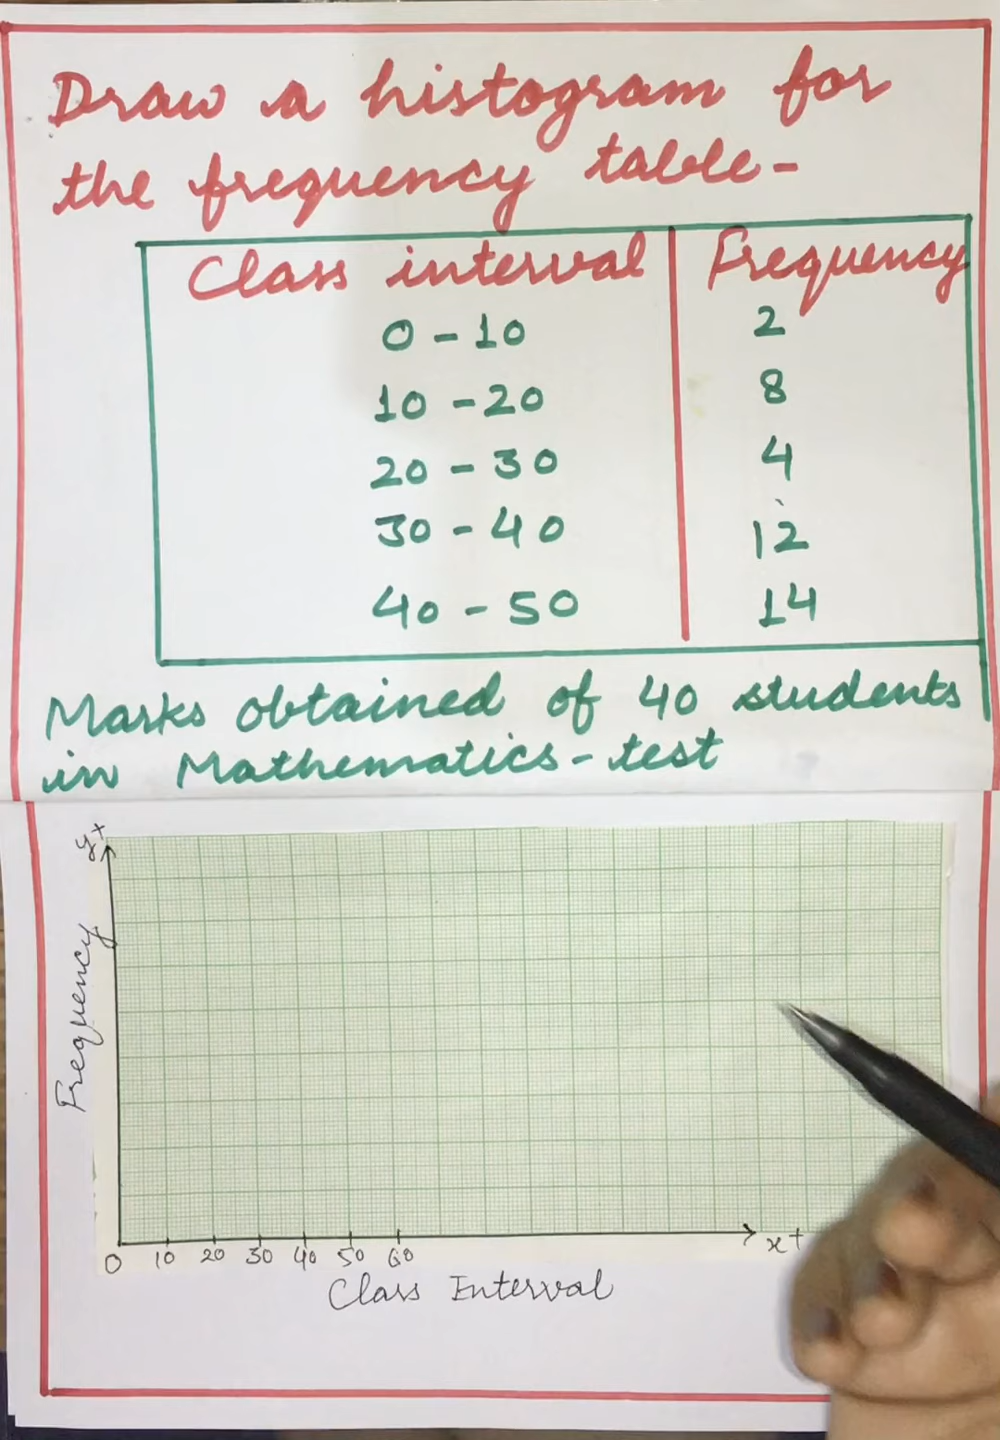 Draw a histogram for
the frequency table-
Class interval Frequency
0 - 10 2
10 - 20 8
20 - 30 4
30 - 40 12
40 - 50 14
Marks obtained of 40 students
in Mathematics-test
y+
Frequency
0 10 20 30 40 50 60
x+
Class Interval